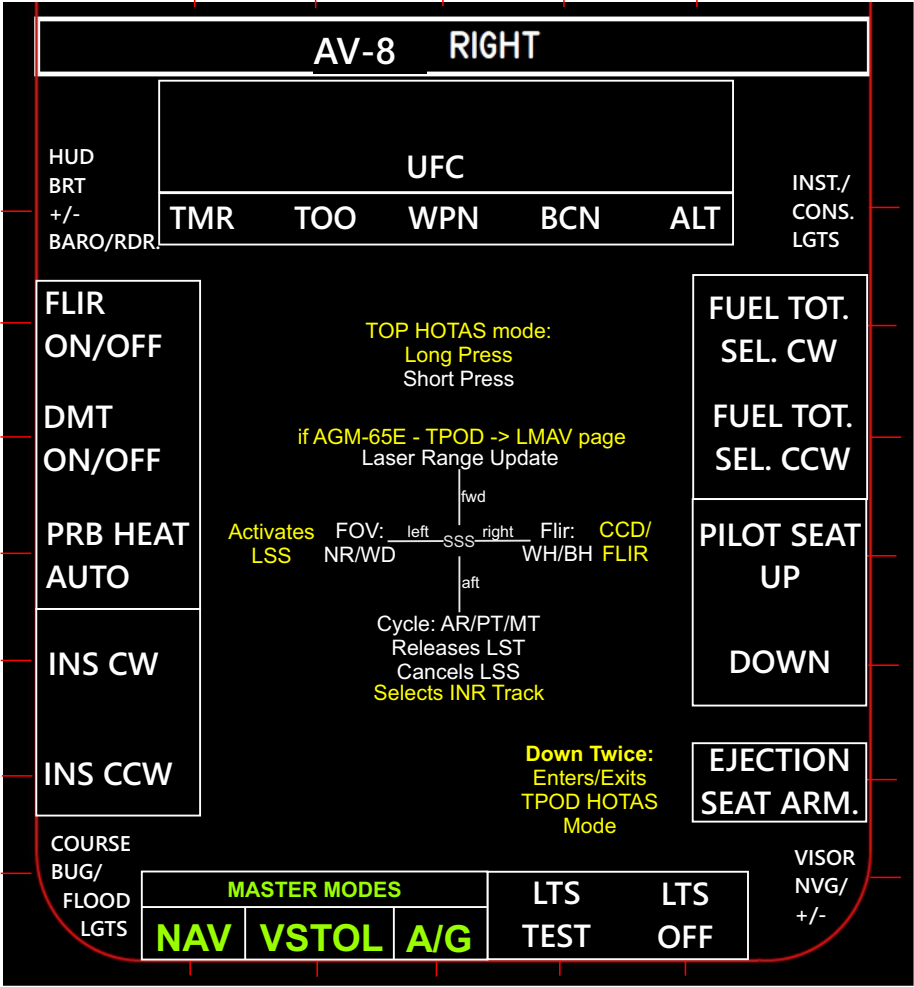 AV-8 RIGHT
UFC
TMR TOO WPN BCN ALT
HUD
BRT
+/-
BARO/RDR.
INST./
CONS.
LGTS
FLIR
ON/OFF
DMT
ON/OFF
PRB HEAT
AUTO
INS CW
INS CCW
TOP HOTAS mode:
Long Press
Short Press
if AGM-65E - TPOD -> LMAV page
Laser Range Update
fwd
Activates
LSS
FOV:
NR/WD
left
SSS
right
Flir:
WH/BH
CCD/
FLIR
aft
Cycle: AR/PT/MT
Releases LST
Cancels LSS
Selects INR Track
Down Twice:
Enters/Exits
TPOD HOTAS
Mode
FUEL TOT.
SEL. CW
FUEL TOT.
SEL. CCW
PILOT SEAT
UP
DOWN
EJECTION
SEAT ARM.
COURSE
BUG/
FLOOD
LGTS
MASTER MODES
NAV VSTOL A/G
LTS
TEST
LTS
OFF
VISOR
NVG/
+/-